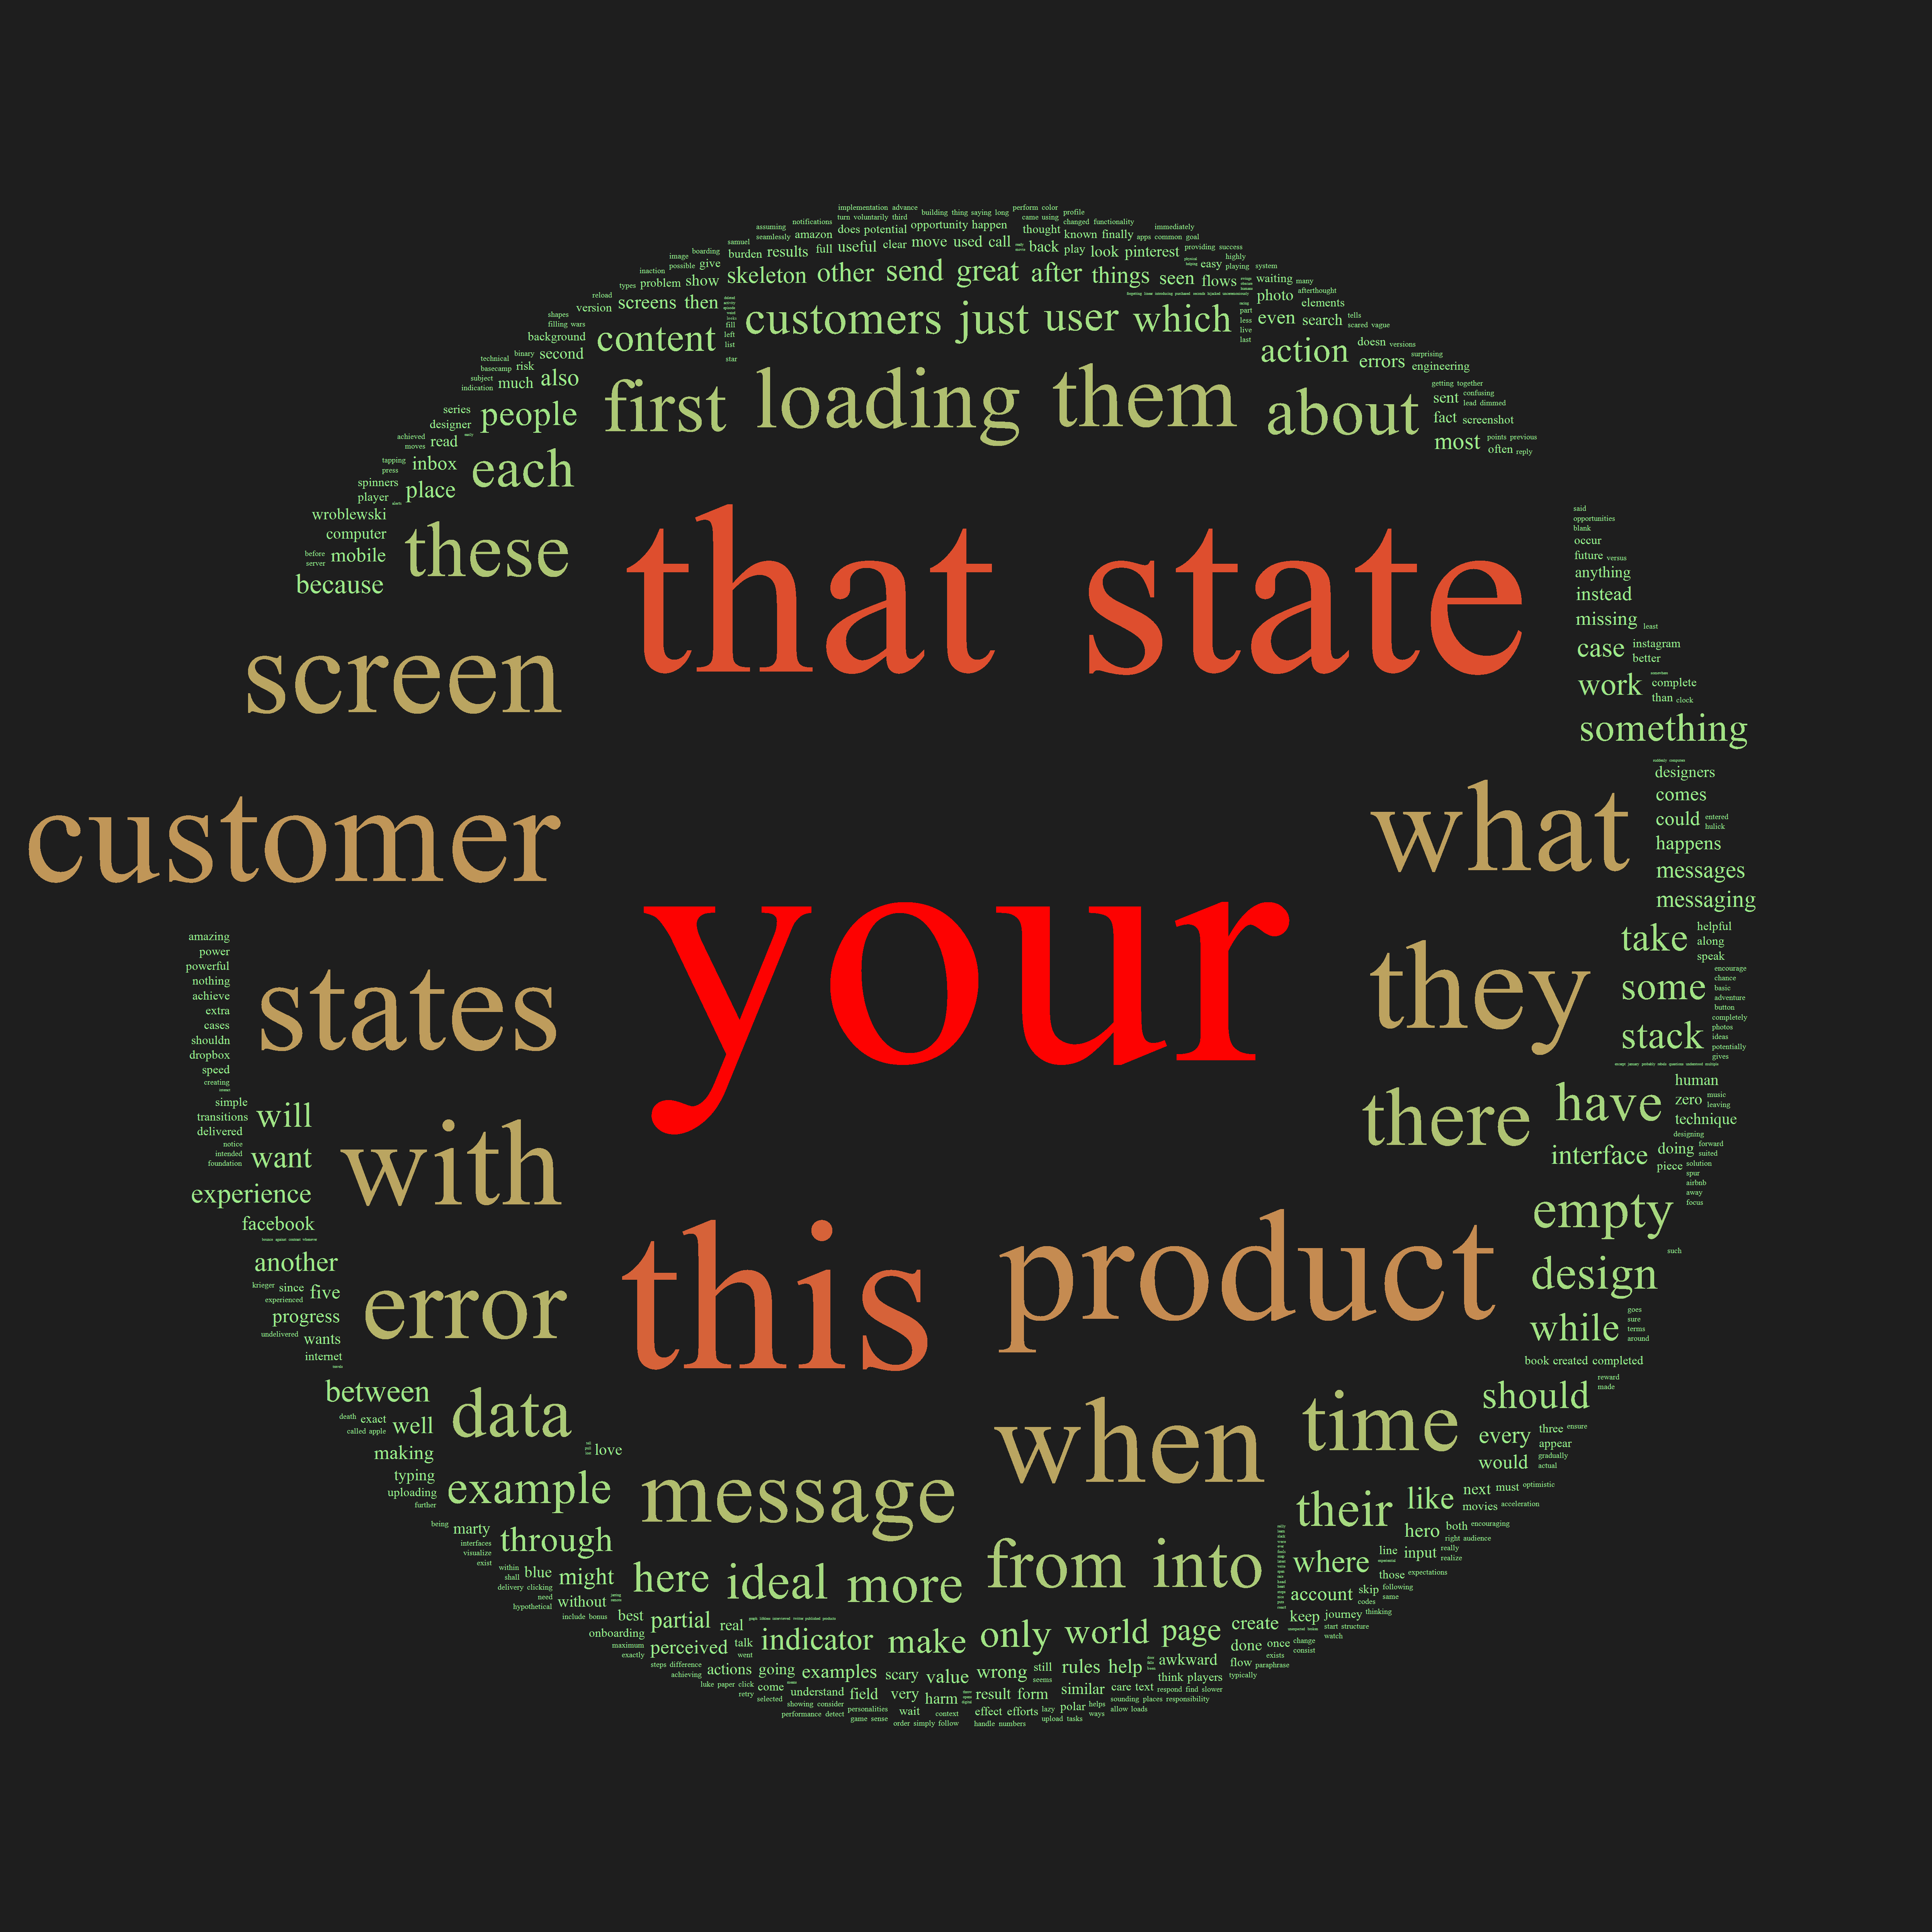 implementation advance building thing saying long perform color profile
notifications turn voluntarily third came using changed functionality
assuming does potential opportunity happen thought immediately
samuel seamlessly amazon known finally apps common goal
boarding burden results full useful clear move used call back play look pinterest providing success
image possible give skeleton other send great after things seen flows easy highly playing system
inaction types problem show waiting many
reload version screens then photo afterthought elements
shapes filling wars content customers just user which even search tells scared vague
fill left list star part less live last
background technical binary second action doesn versions errors surprising engineering
basecamp risk subject much also indication first loading them about getting together confusing
series designer people sent lead dimmed fact screenshot
achieved moves read most points previous often reply
tapping press inbox each
spinners player place
wroblewski that state said opportunities blank
computer these occur
before server mobile future versus
because anything
instead
missing least
screen case instagram better
work complete than clock
something
customer what designers
comes
could entered hulick
happens
messages
messaging
amazing your they take helpful along speak
power
powerful states some encourage chance basic adventure button
nothing
achieve
extra stack completely photos ideas potentially gives
cases
shouldn
dropbox
speed
creating
simple there have human zero music leaving technique
transitions will with
delivered
notice intended foundation want interface doing designing forward suited piece solution spur airbnb away focus
experience
facebook this product empty such
another error design
krieger since five experienced
progress while goes sure terms around
undelivered wants
internet book created completed
between data when time should reward made
death exact well called apple
making love every three ensure appear gradually would actual
typing uploading further example message their like next must optimistic movies acceleration
being marty interfaces visualize exist through hero both encouraging right audience
within shall blue might here ideal more from into where line input really realize those expectations
delivery clicking need hypothetical without account skip following codes same
include bonus best partial real only world page create keep journey thinking start structure watch
onboarding maximum exactly perceived talk went indicator make done once change exists consist
steps difference achieving actions going examples scary value wrong still seems rules help awkward flow paraphrase think players typically
luke paper click retry come selected understand field very harm result form similar care text respond find slower
showing consider performance detect personalities game sense wait context order simply follow effect efforts lazy polar helps ways sounding places responsibility allow loads
handle numbers upload tasks